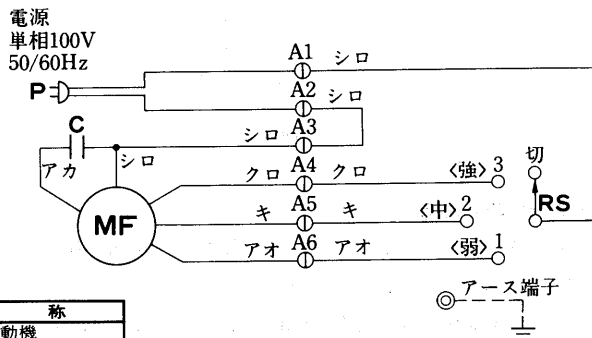 電源
単相100V
50/60Hz
P
A1 シロ
A2 シロ
シロ A3
C
アカ
シロ
クロ A4 クロ 〈強〉3
キ A5 キ 〈中〉2
アオ A6 アオ 〈弱〉1
MF
切
RS
アース端子
称
動機